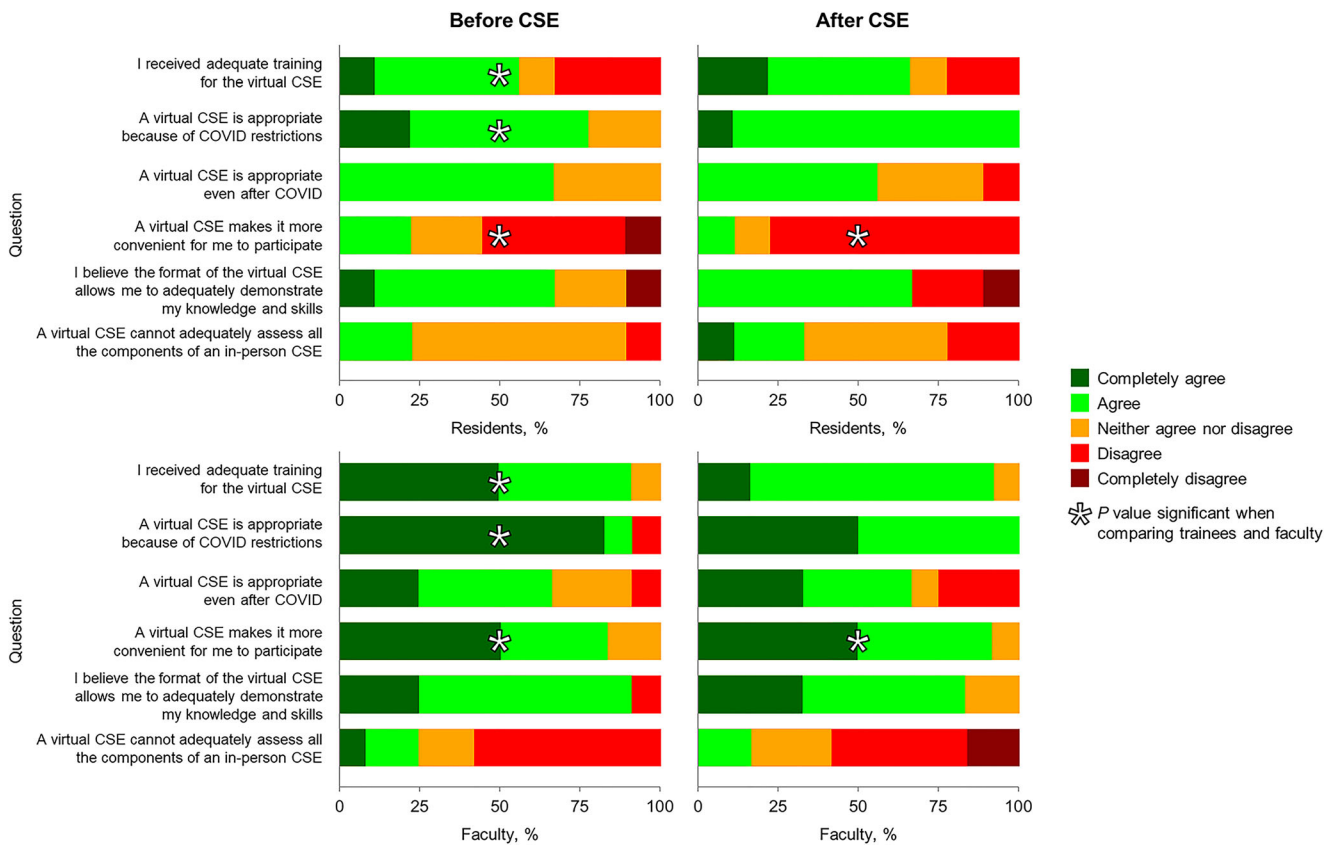 Before CSE
After CSE
Question
I received adequate training
for the virtual CSE
A virtual CSE is appropriate
because of COVID restrictions
A virtual CSE is appropriate
even after COVID
A virtual CSE makes it more
convenient for me to participate
I believe the format of the virtual CSE
allows me to adequately demonstrate
my knowledge and skills
A virtual CSE cannot adequately assess all
the components of an in-person CSE
0 25 50 75 100
Residents, %
0 25 50 75 100
Residents, %
Completely agree
Agree
Neither agree nor disagree
Disagree
Completely disagree
P value significant when
comparing trainees and faculty
Question
I received adequate training
for the virtual CSE
A virtual CSE is appropriate
because of COVID restrictions
A virtual CSE is appropriate
even after COVID
A virtual CSE makes it more
convenient for me to participate
I believe the format of the virtual CSE
allows me to adequately demonstrate
my knowledge and skills
A virtual CSE cannot adequately assess all
the components of an in-person CSE
0 25 50 75 100
Faculty, %
0 25 50 75 100
Faculty, %